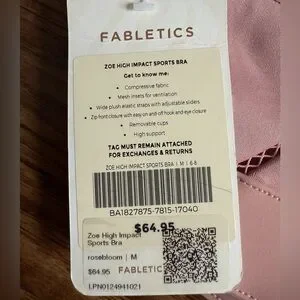 FABLETICS
ZOE HIGH IMPACT SPORTS BRA
Get to know me:
• Compressive fabric
• Mesh insets for ventilation
• Wide plush elastic straps with adjustable sliders
• Zip front closure with easy on and off hook and eye closure
• Removable cups
• High support
TAG MUST REMAIN ATTACHED
FOR EXCHANGES & RETURNS
ZOE HIGH IMPACT SPORTS BRA | M | 6-8
BA1827875-7815-17040
$64.95
Zoe High Impact
Sports Bra
rosebloom | M
$64.95
FABLETIC
LPN0124941021